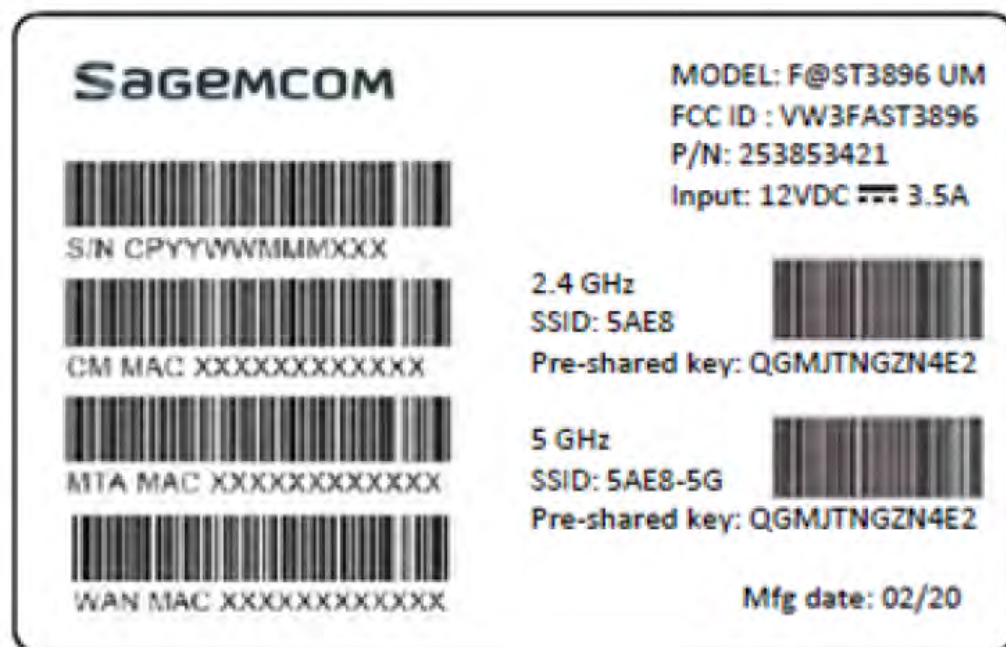 SAGEMCOM
S/N CPYYWWMMMXXX
CM MAC XXXXXXXXXXXX
MTA MAC XXXXXXXXXXXX
WAN MAC XXXXXXXXXXXX
MODEL: F@ST3896 UM
FCC ID : VW3FAST3896
P/N: 253853421
Input: 12VDC ⎓ 3.5A
2.4 GHz
SSID: 5AE8
Pre-shared key: QGMJTNGZN4E2
5 GHz
SSID: 5AE8-5G
Pre-shared key: QGMJTNGZN4E2
Mfg date: 02/20